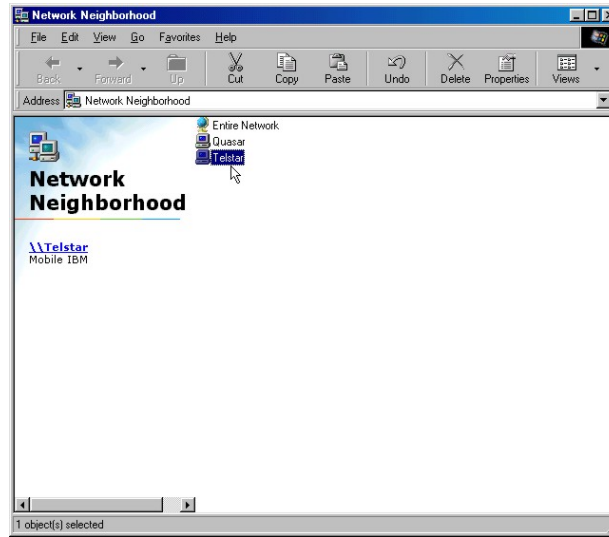 Network Neighborhood
File Edit View Go Favorites Help
Back Forward Up Cut Copy Paste Undo Delete Properties Views
Address Network Neighborhood
Entire Network
Quasar
Telstar
Network
Neighborhood
\\Telstar
Mobile IBM
1 object(s) selected